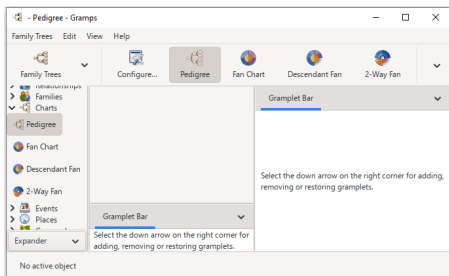 - Pedigree - Gramps
Family Trees Edit View Help
Family Trees Configure... Pedigree Fan Chart Descendant Fan 2-Way Fan
Relationships
Families
Charts
Pedigree
Fan Chart
Descendant Fan
2-Way Fan
Events
Places
Expander
Gramplet Bar
Select the down arrow on the right corner for
adding, removing or restoring gramplets.
Gramplet Bar
Select the down arrow on the right corner for adding,
removing or restoring gramplets.
No active object